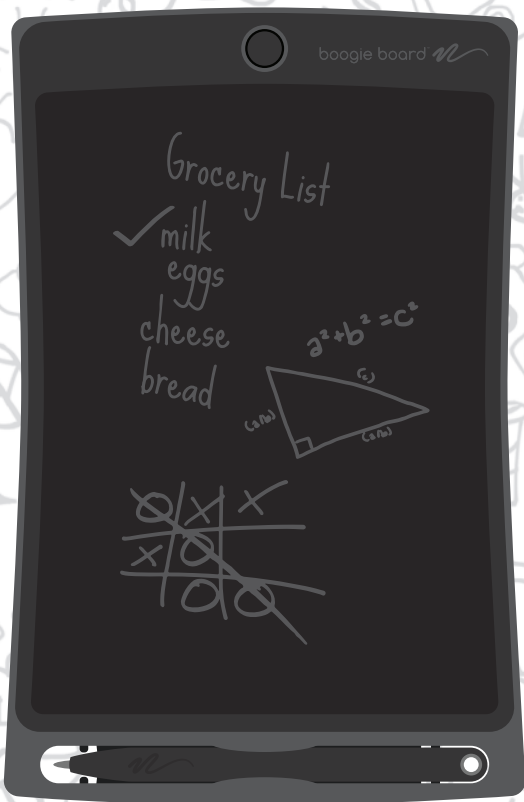 boogie board
Grocery List
✓ milk
eggs
cheese
bread
a²+b²=c²
(c)
O X X
X O
O O